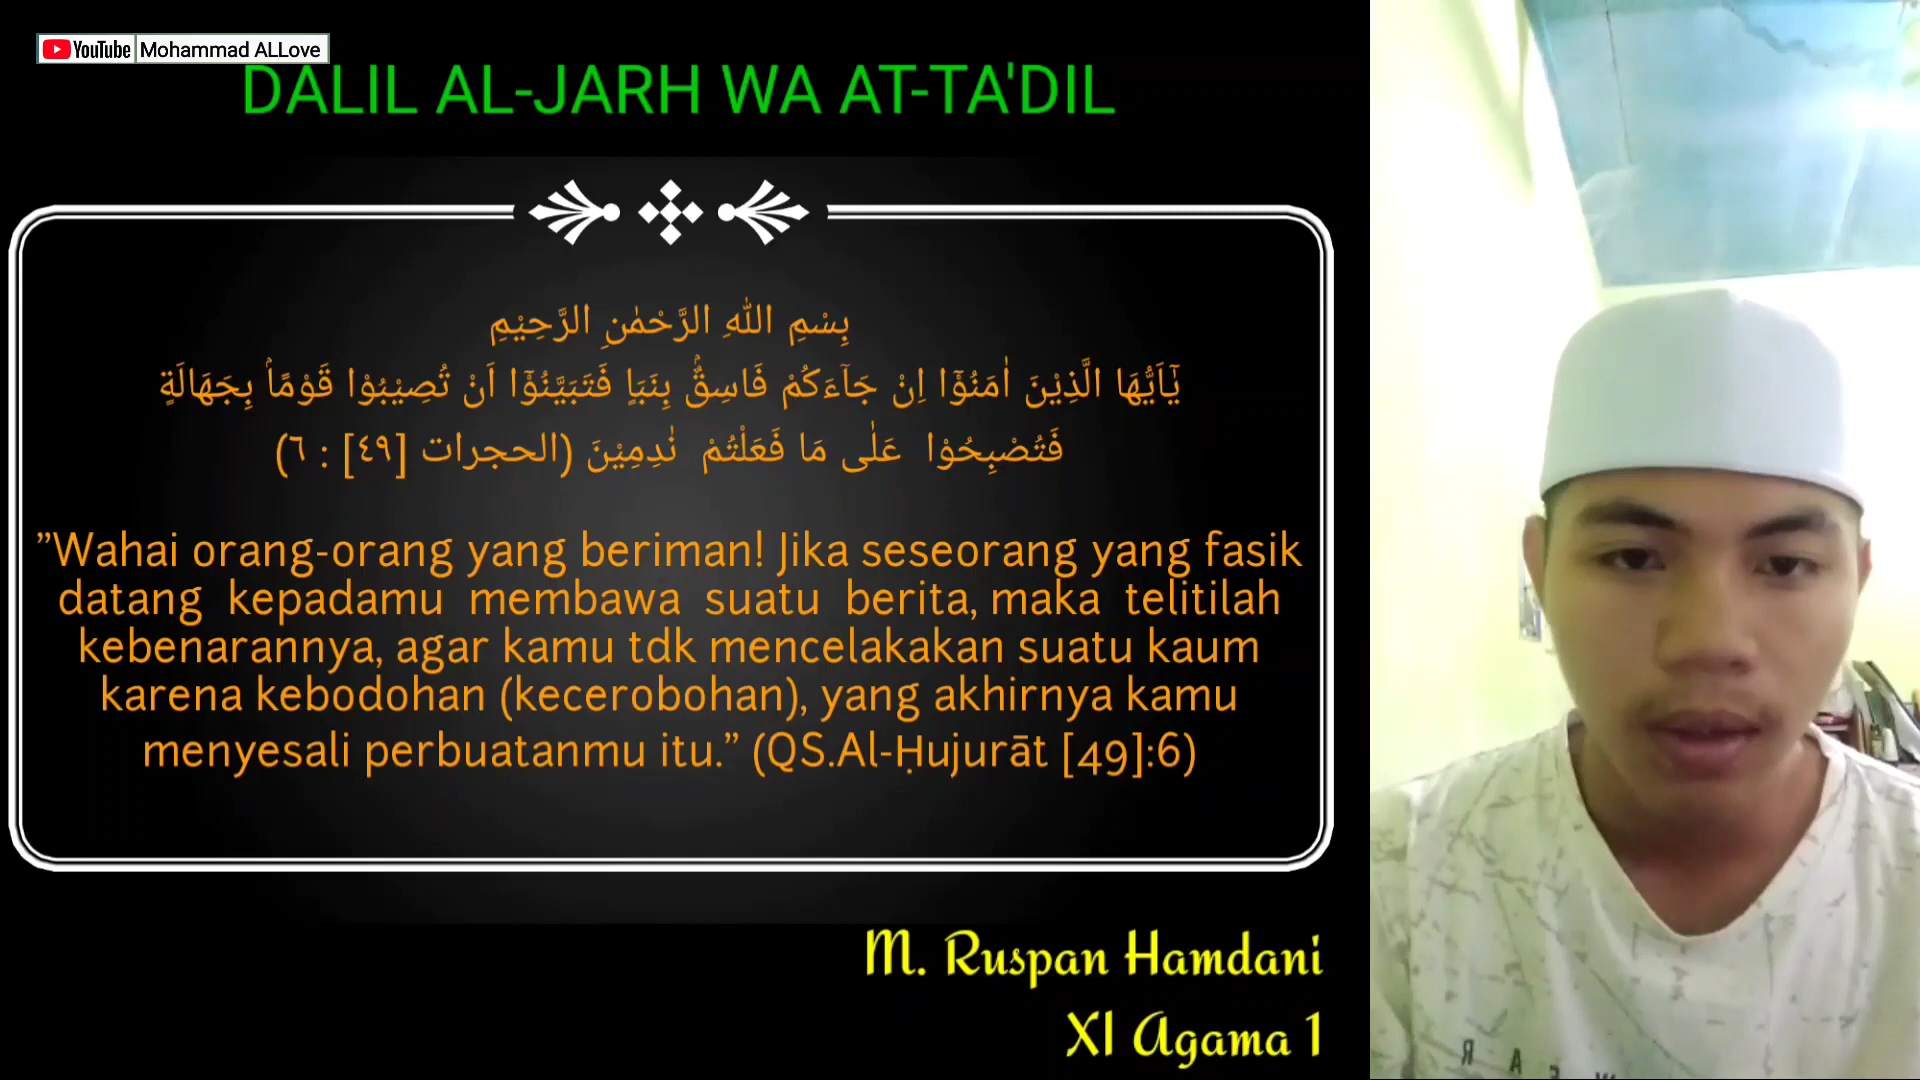 YouTube Mohammad ALLove
DALIL AL-JARH WA AT-TA'DIL
بِسْمِ اللّٰهِ الرَّحْمٰنِ الرَّحِيْمِ
يٰٓاَيُّهَا الَّذِيْنَ اٰمَنُوْٓا اِنْ جَاۤءَكُمْ فَاسِقٌۢ بِنَبَاٍ فَتَبَيَّنُوْٓا اَنْ تُصِيْبُوْا قَوْمًاۢ بِجَهَالَةٍ
فَتُصْبِحُوْا عَلٰى مَا فَعَلْتُمْ نٰدِمِيْنَ (الحجرات [٤٩] : ٦)
”Wahai orang-orang yang beriman! Jika seseorang yang fasik
datang kepadamu membawa suatu berita, maka telitilah
kebenarannya, agar kamu tdk mencelakakan suatu kaum
karena kebodohan (kecerobohan), yang akhirnya kamu
menyesali perbuatanmu itu.” (QS.Al-Ḥujurāt [49]:6)
M. Ruspan Hamdani
XI Agama 1